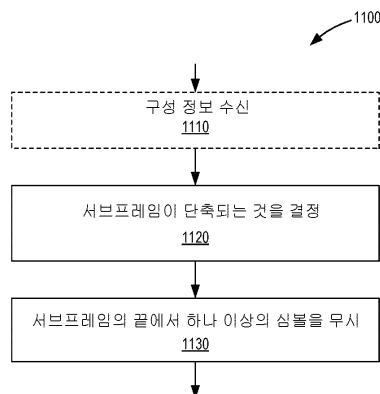 1100
구성 정보 수신
1110
서브프레임이 단축되는 것을 결정
1120
서브프레임의 끝에서 하나 이상의 심볼을 무시
1130